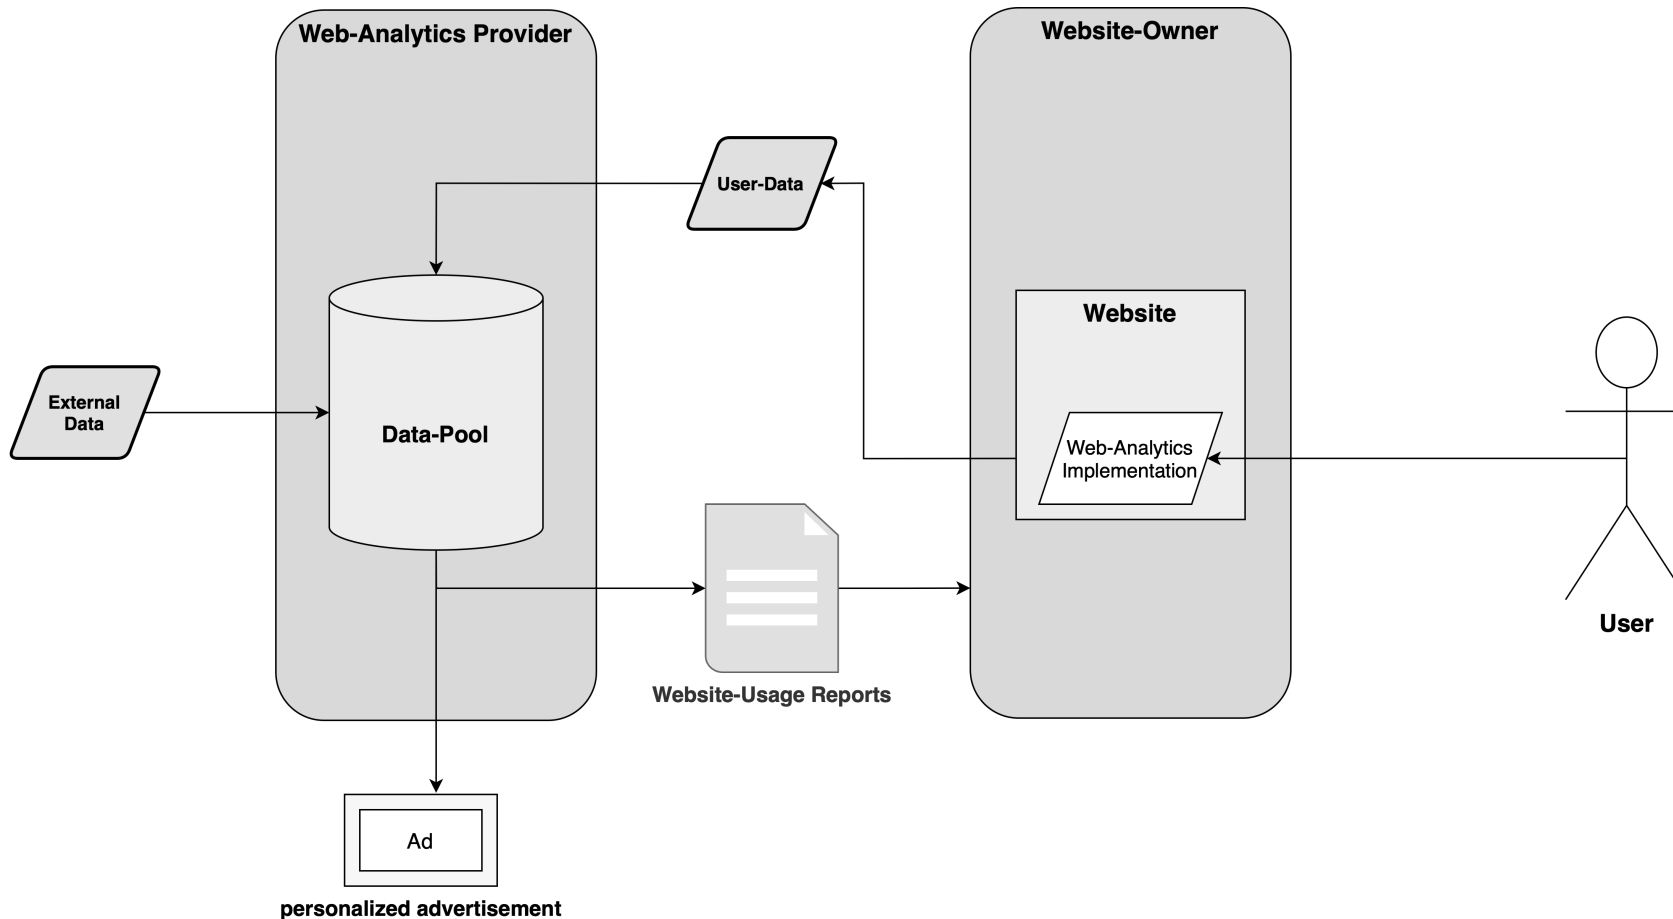 Web-Analytics Provider
Website-Owner
User-Data
Website
External
Data
Data-Pool
Web-Analytics
Implementation
User
Website-Usage Reports
Ad
personalized advertisement